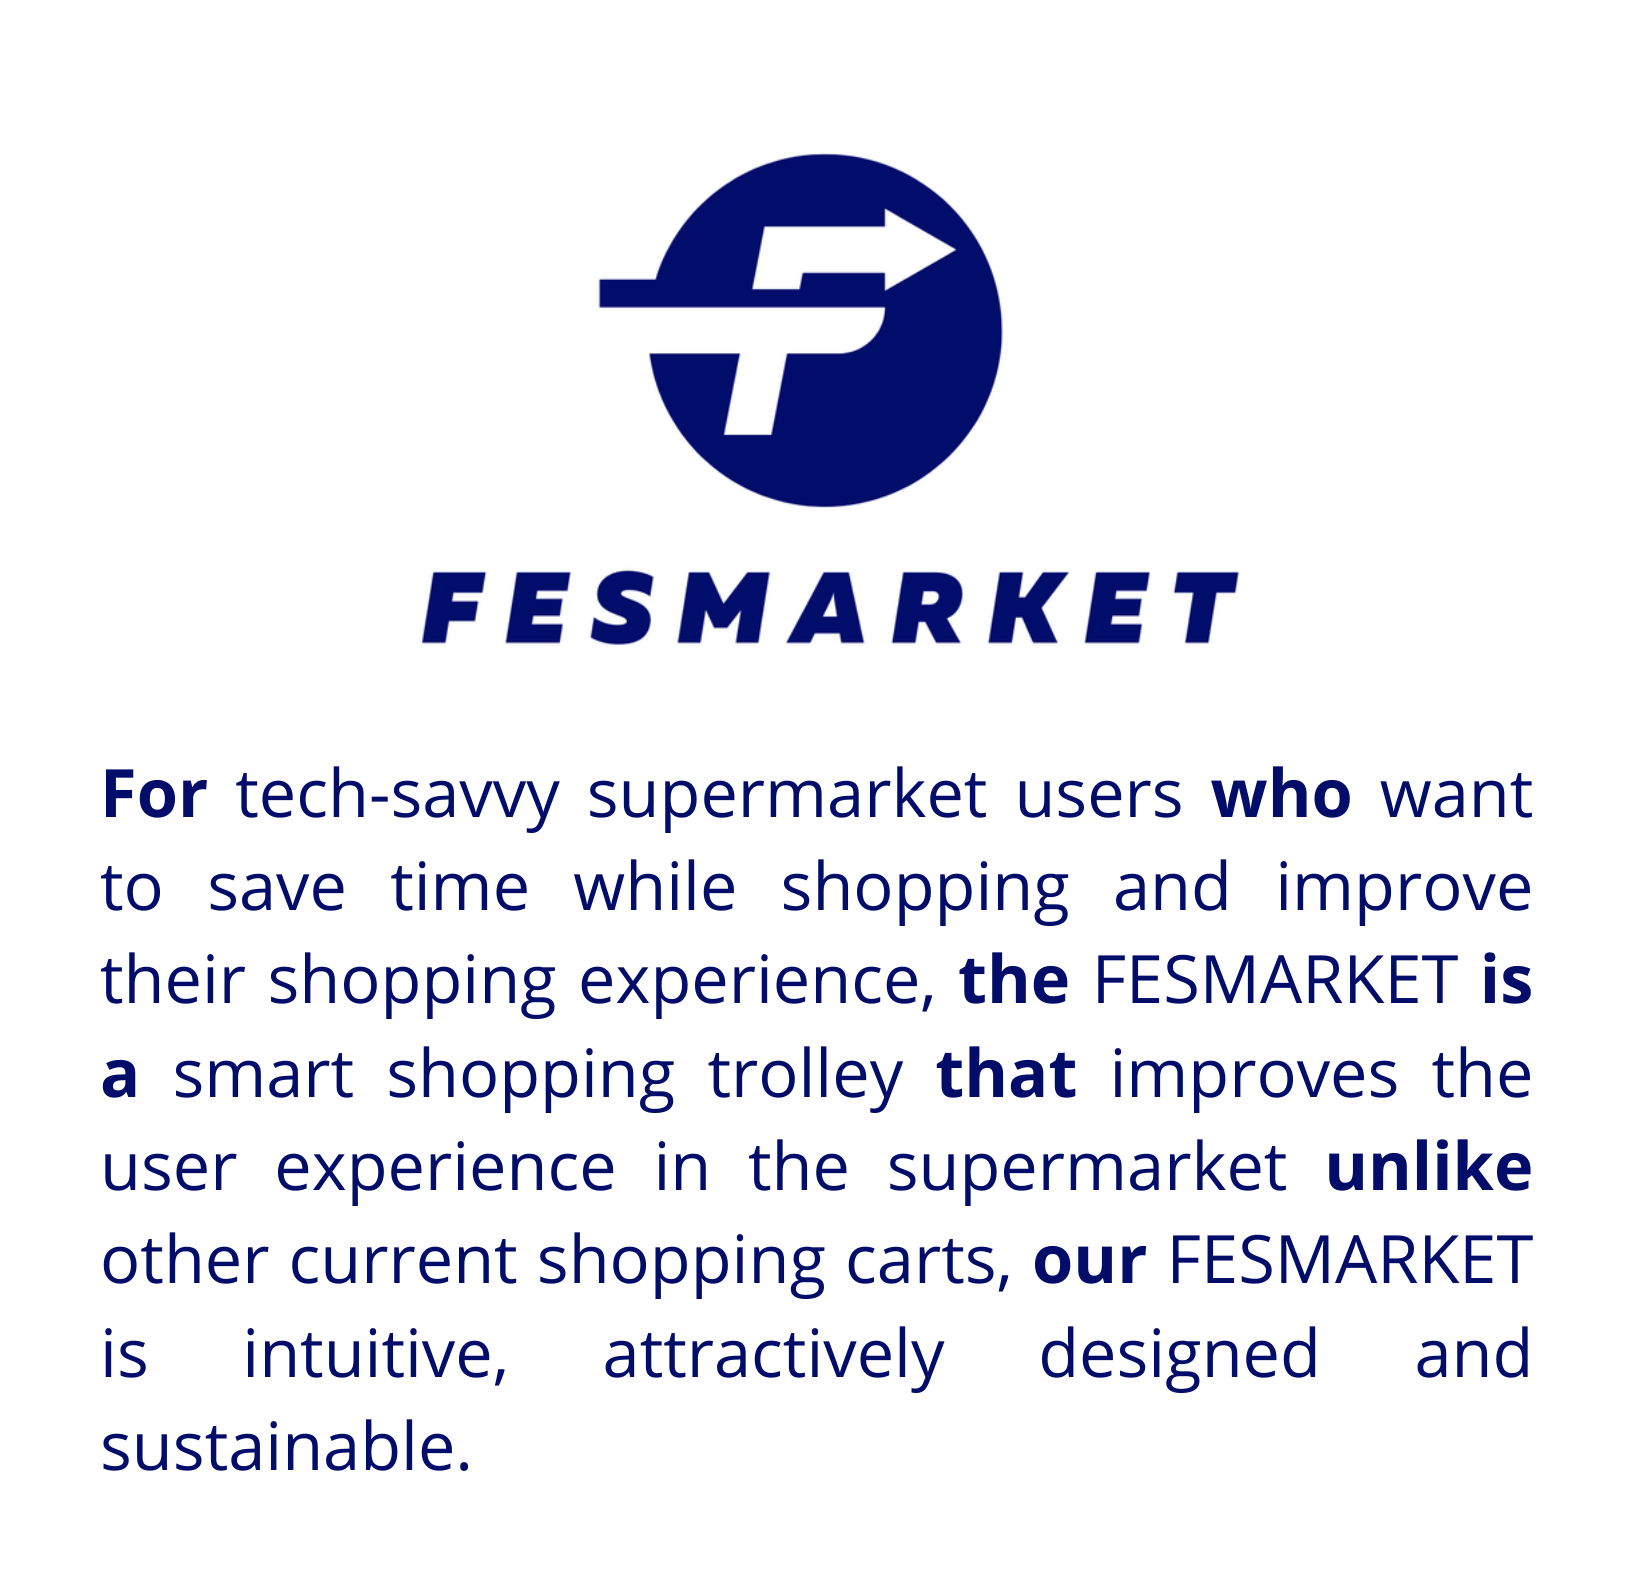 FESMARKET
For tech-savvy supermarket users who want
to save time while shopping and improve
their shopping experience, the FESMARKET is
a smart shopping trolley that improves the
user experience in the supermarket unlike
other current shopping carts, our FESMARKET
is intuitive, attractively designed and
sustainable.